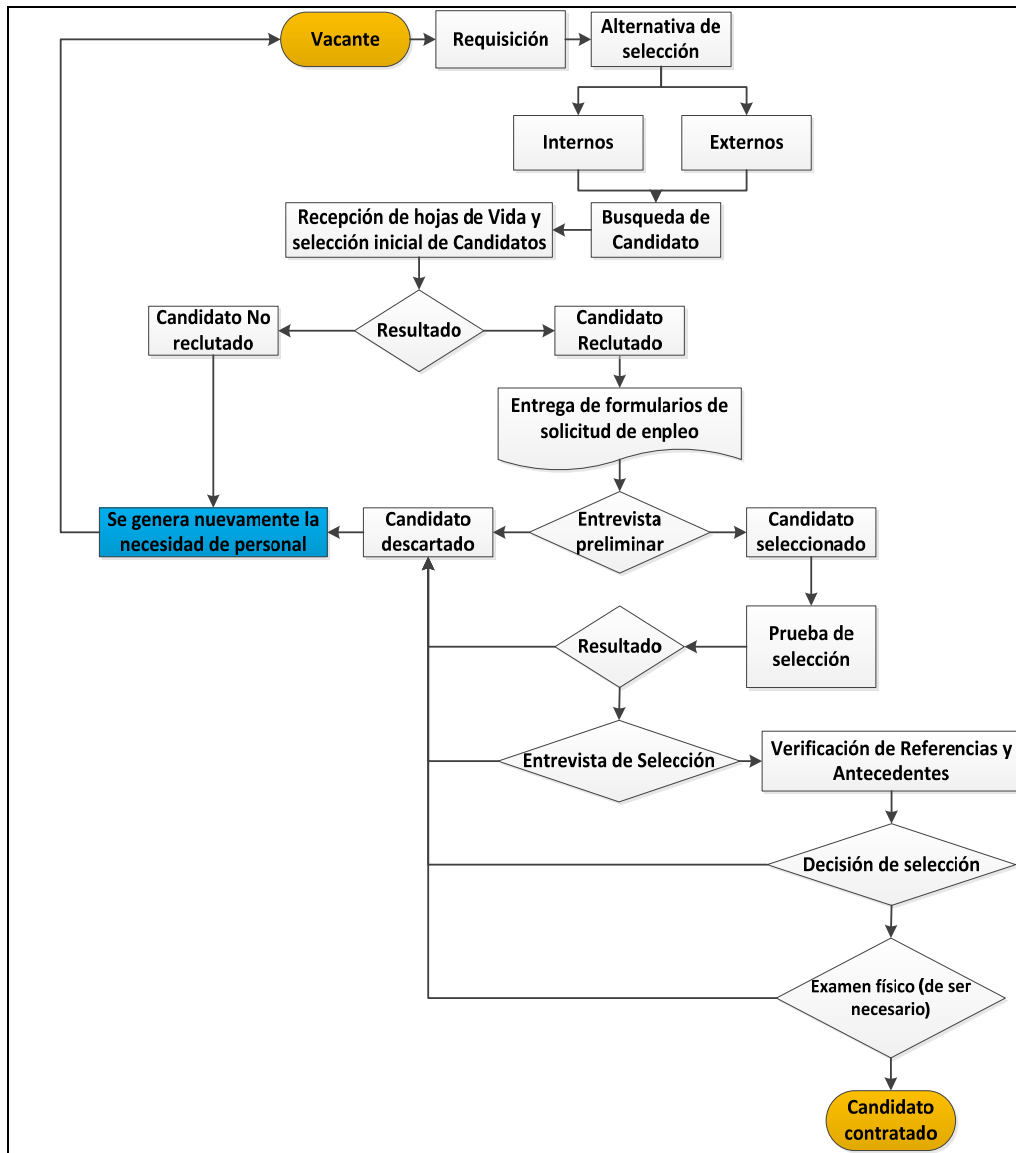 Vacante
Requisición
Alternativa de
selección
Internos
Externos
Recepción de hojas de Vida y
selección inicial de Candidatos
Busqueda de
Candidato
Candidato No
reclutado
Resultado
Candidato
Reclutado
Entrega de formularios de
solicitud de enpleo
Se genera nuevamente la
necesidad de personal
Candidato
descartado
Entrevista
preliminar
Candidato
seleccionado
Resultado
Prueba de
selección
Entrevista de Selección
Verificación de Referencias y
Antecedentes
Decisión de selección
Examen físico (de ser
necesario)
Candidato
contratado